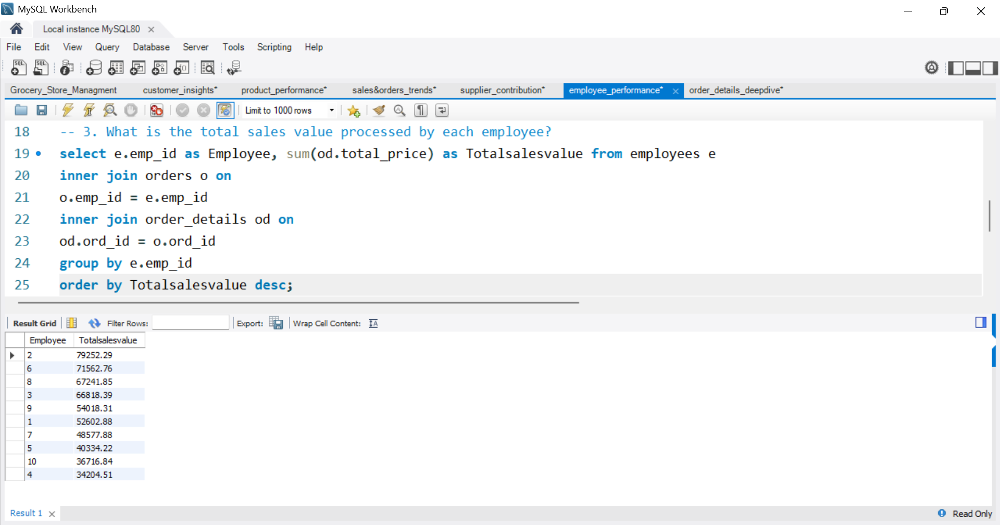 MySQL Workbench
Local instance MySQL80
File Edit View Query Database Server Tools Scripting Help
Grocery_Store_Managment customer_insights* product_performance* sales&orders_trends* supplier_contribution* employee_performance* order_details_deepdive*
Limit to 1000 rows
18 -- 3. What is the total sales value processed by each employee?
19 select e.emp_id as Employee, sum(od.total_price) as Totalsalesvalue from employees e
20 inner join orders o on
21 o.emp_id = e.emp_id
22 inner join order_details od on
23 od.ord_id = o.ord_id
24 group by e.emp_id
25 order by Totalsalesvalue desc;
Result Grid Filter Rows: Export: Wrap Cell Content:
Employee Totalsalesvalue
2 79252.29
6 71562.76
8 67241.85
3 66818.39
9 54018.31
1 52602.88
7 48577.88
5 40334.22
10 36716.84
4 34204.51
Result 1 Read Only